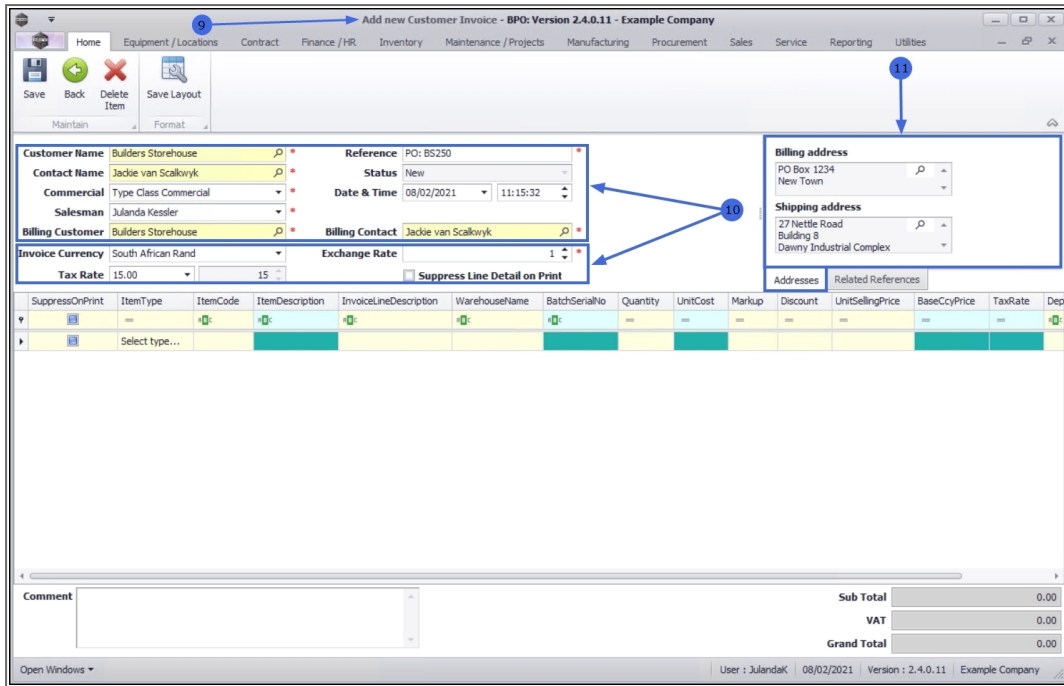 9
Add new Customer Invoice - BPO: Version 2.4.0.11 - Example Company
Home Equipment / Locations Contract Finance / HR Inventory Maintenance / Projects Manufacturing Procurement Sales Service Reporting Utilities
11
Save Back Delete Item Save Layout
Maintain Format
Customer Name Builders Storehouse * Reference PO: BS250 *
Contact Name Jackie van Scalkwyk * Status New
Commercial Type Class Commercial * Date & Time 08/02/2021 11:15:32
Salesman Julanda Kessler *
Billing Customer Builders Storehouse * Billing Contact Jackie van Scalkwyk *
Invoice Currency South African Rand Exchange Rate 1 *
Tax Rate 15.00 15 Suppress Line Detail on Print
10
Billing address
PO Box 1234
New Town
Shipping address
27 Nettle Road
Building 8
Dawny Industrial Complex
Addresses Related References
SuppressOnPrint ItemType ItemCode ItemDescription InvoiceLineDescription WarehouseName BatchSerialNo Quantity UnitCost Markup Discount UnitSellingPrice BaseCcyPrice TaxRate Dep
Select type...
Comment
Sub Total 0.00
VAT 0.00
Grand Total 0.00
Open Windows User : JulandaK 08/02/2021 Version : 2.4.0.11 Example Company